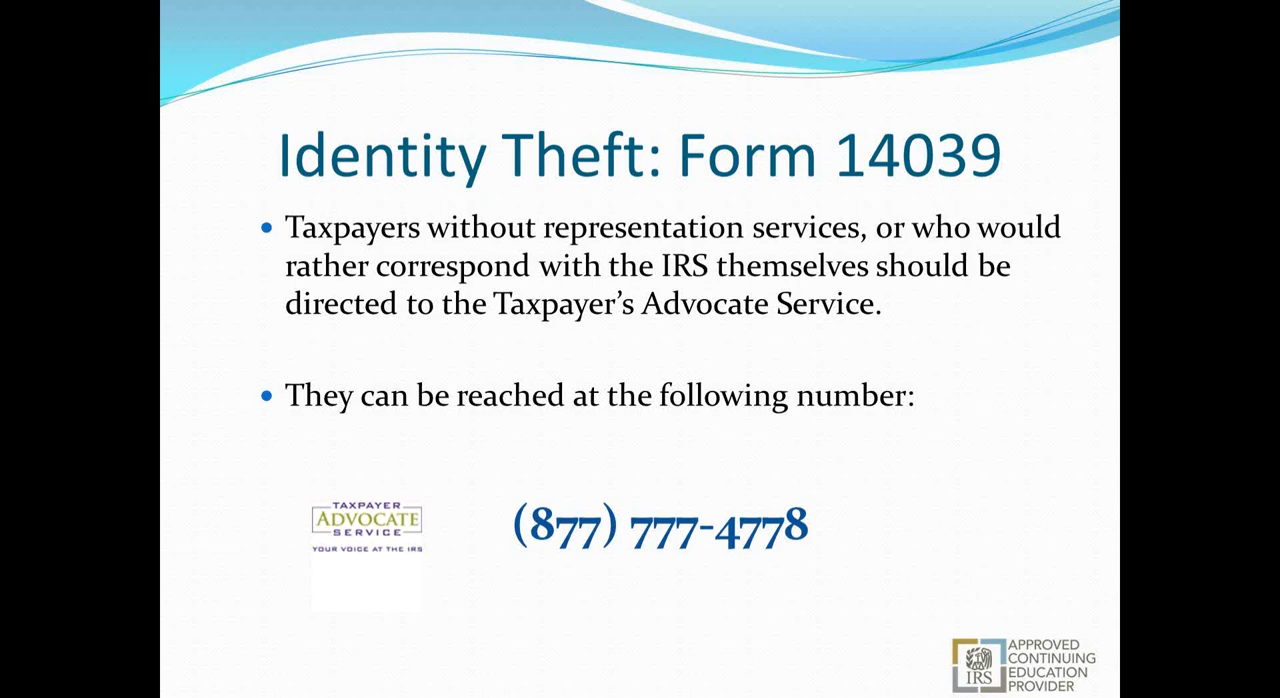 Identity Theft: Form 14039
• Taxpayers without representation services, or who would
rather correspond with the IRS themselves should be
directed to the Taxpayer’s Advocate Service.
• They can be reached at the following number:
TAXPAYER
ADVOCATE
SERVICE
YOUR VOICE AT THE IRS
(877) 777-4778
IRS
APPROVED
CONTINUING
EDUCATION
PROVIDER